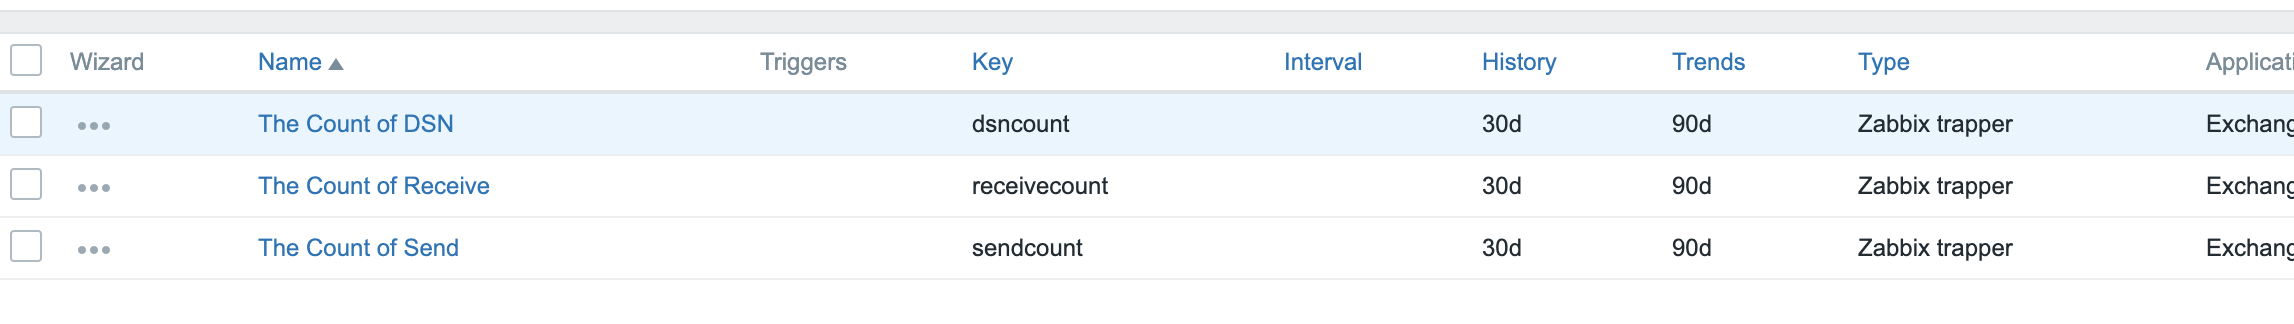 Wizard Name Triggers Key Interval History Trends Type Applicati
The Count of DSN dsncount 30d 90d Zabbix trapper Exchang
The Count of Receive receivecount 30d 90d Zabbix trapper Exchang
The Count of Send sendcount 30d 90d Zabbix trapper Exchang